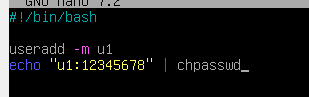 GNU nano 7.2
#!/bin/bash
useradd -m u1
echo "u1:12345678" | chpasswd_